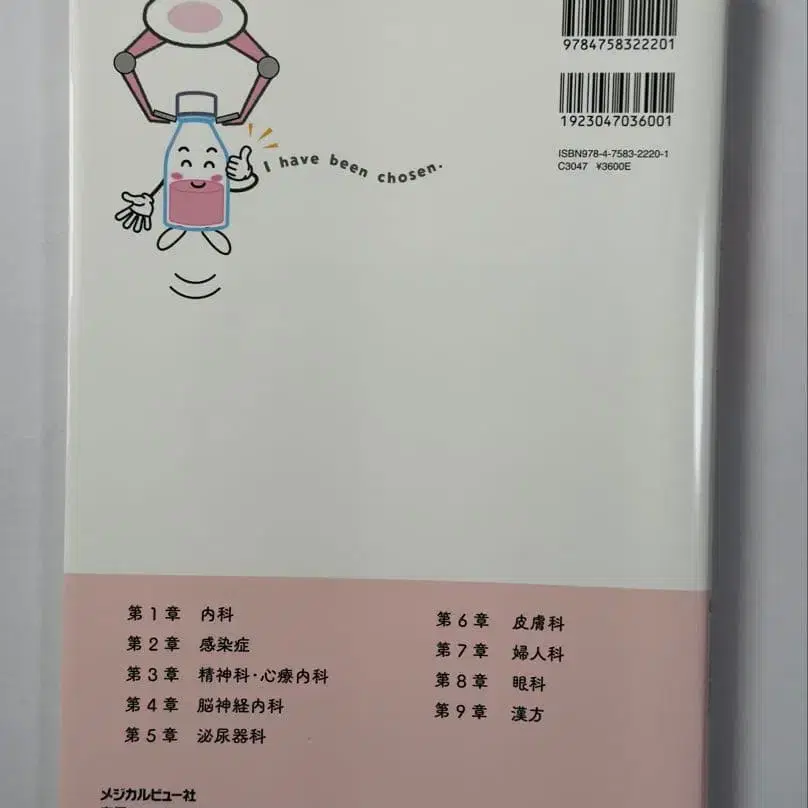 9784758322201
1923047036001
ISBN978-4-7583-2220-1
C3047 ¥3600E
I have been chosen.
第1章 内科
第2章 感染症
第3章 精神科・心療内科
第4章 脳神経内科
第5章 泌尿器科
第6章 皮膚科
第7章 婦人科
第8章 眼科
第9章 漢方
メジカルビュー社